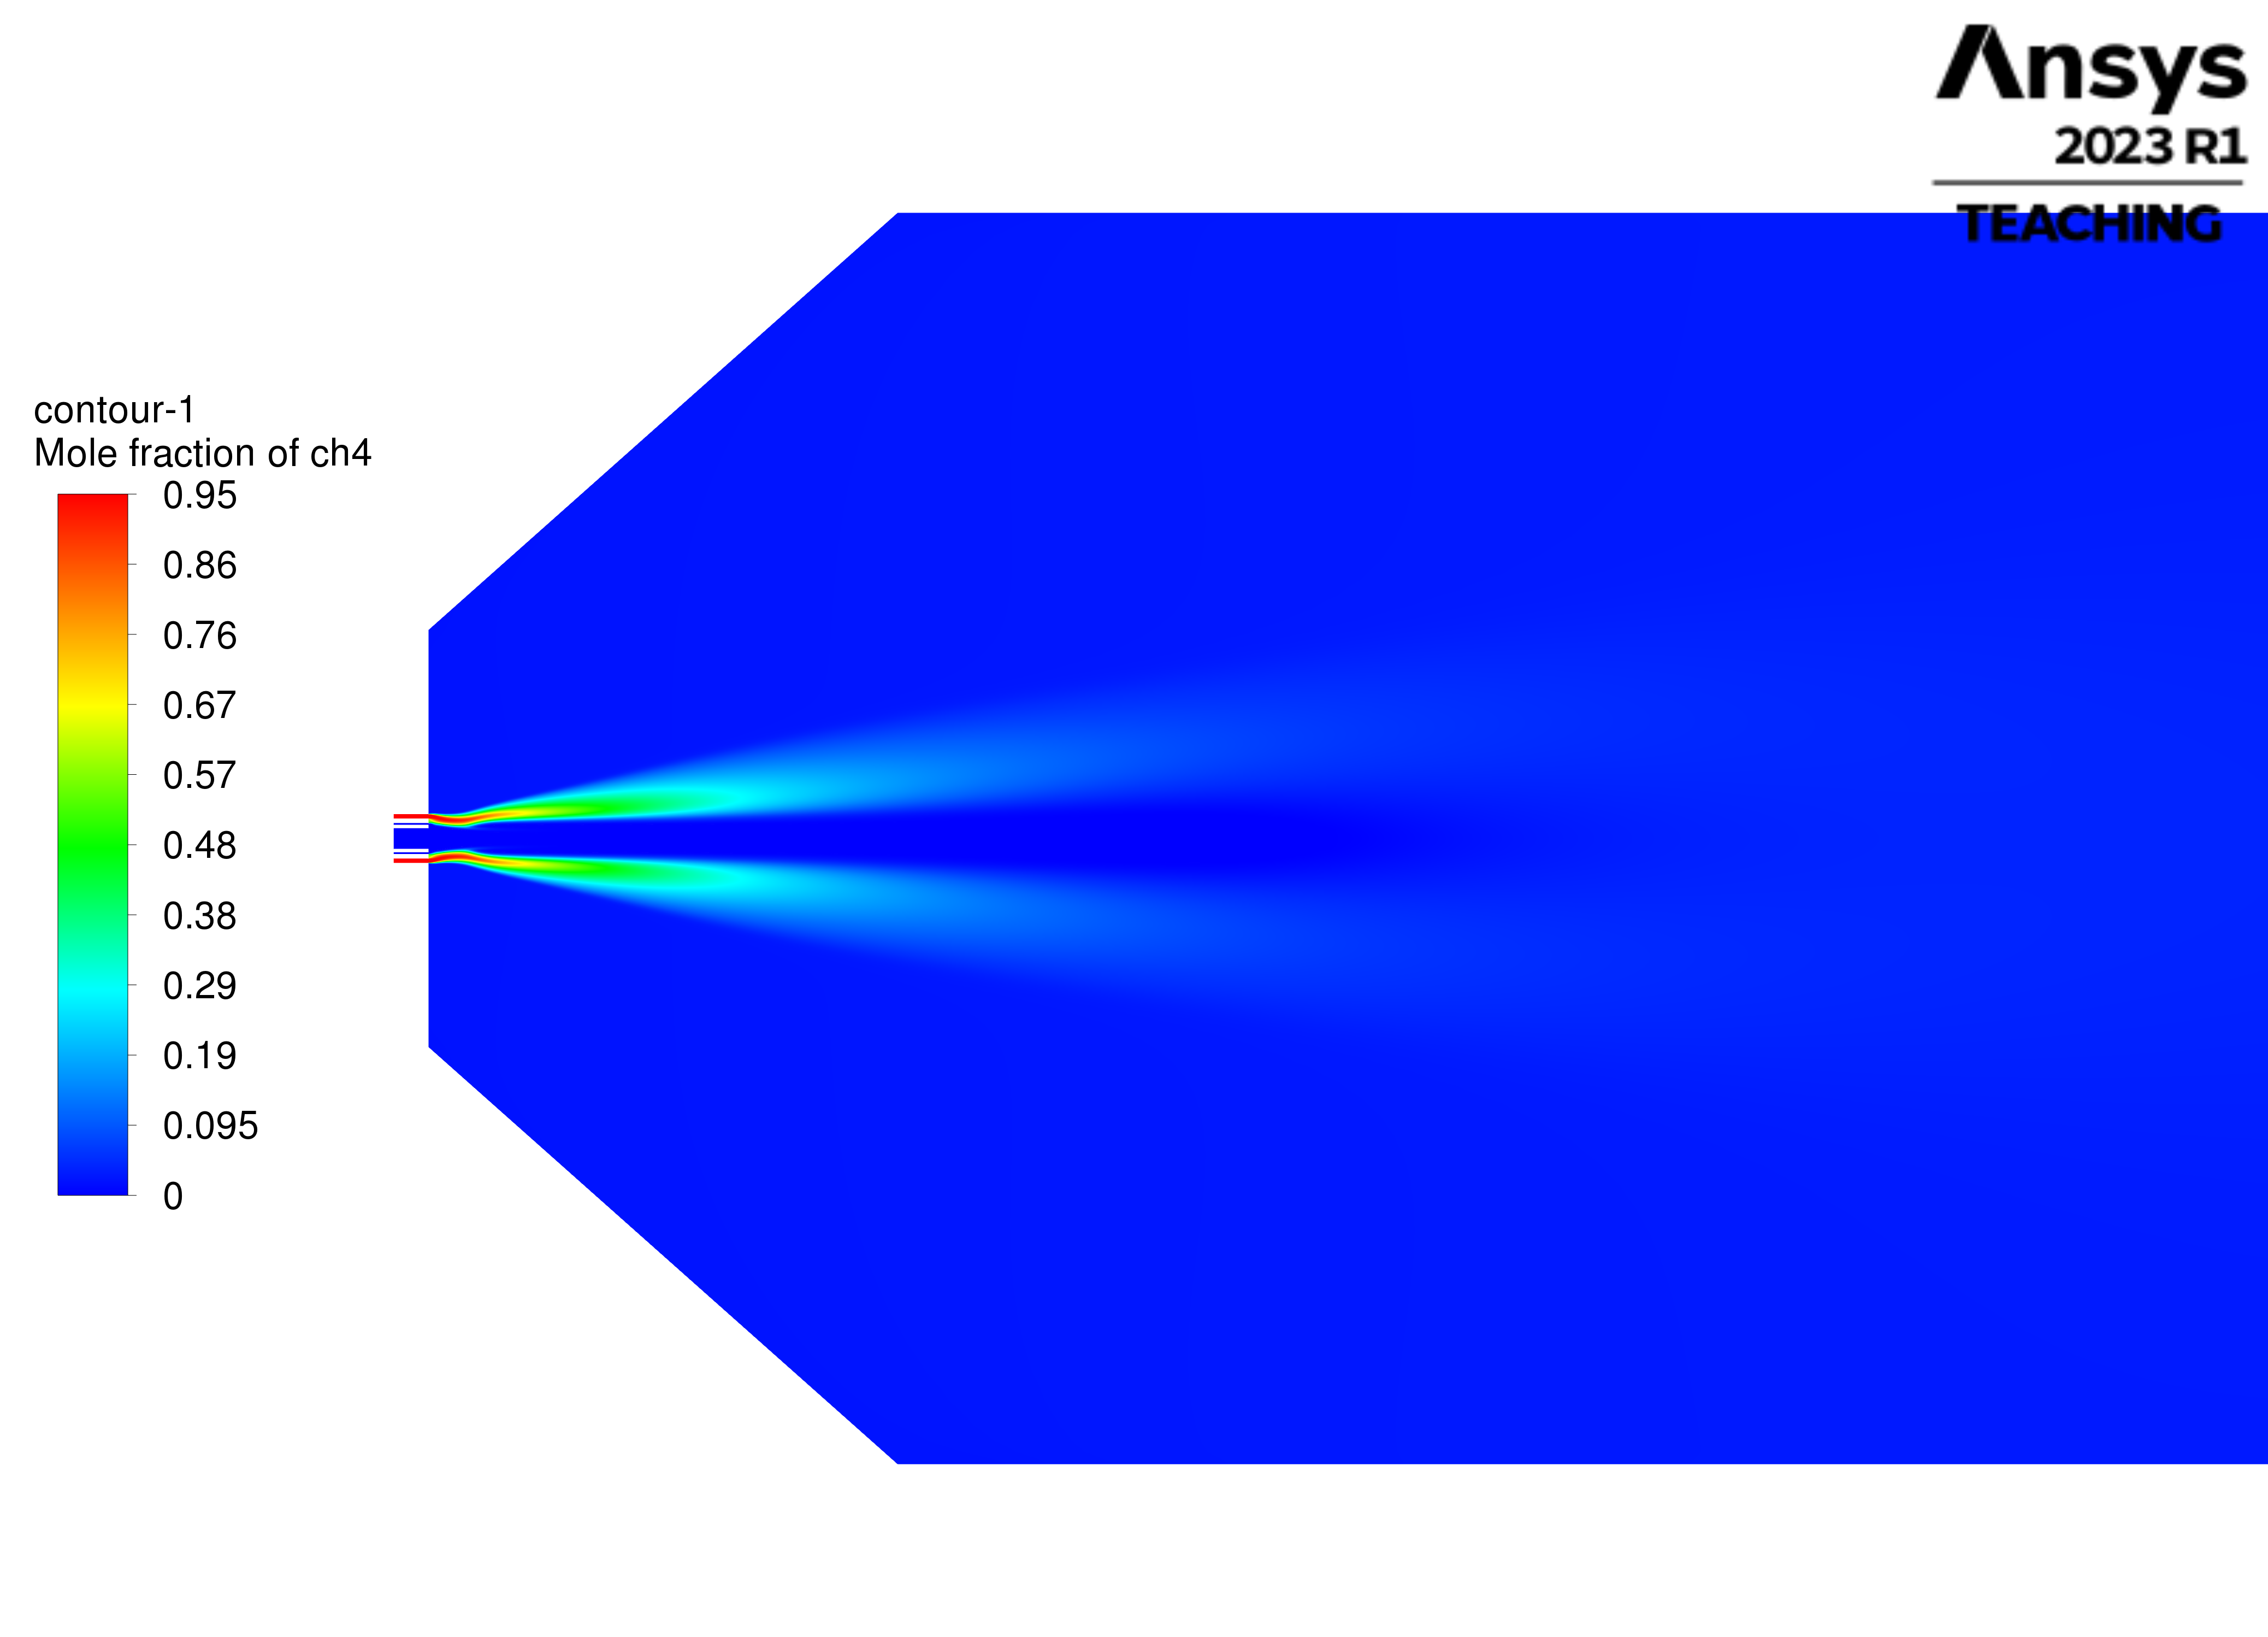 Ansys
2023 R1
TEACHING
contour-1
Mole fraction of ch4
0.95
0.86
0.76
0.67
0.57
0.48
0.38
0.29
0.19
0.095
0